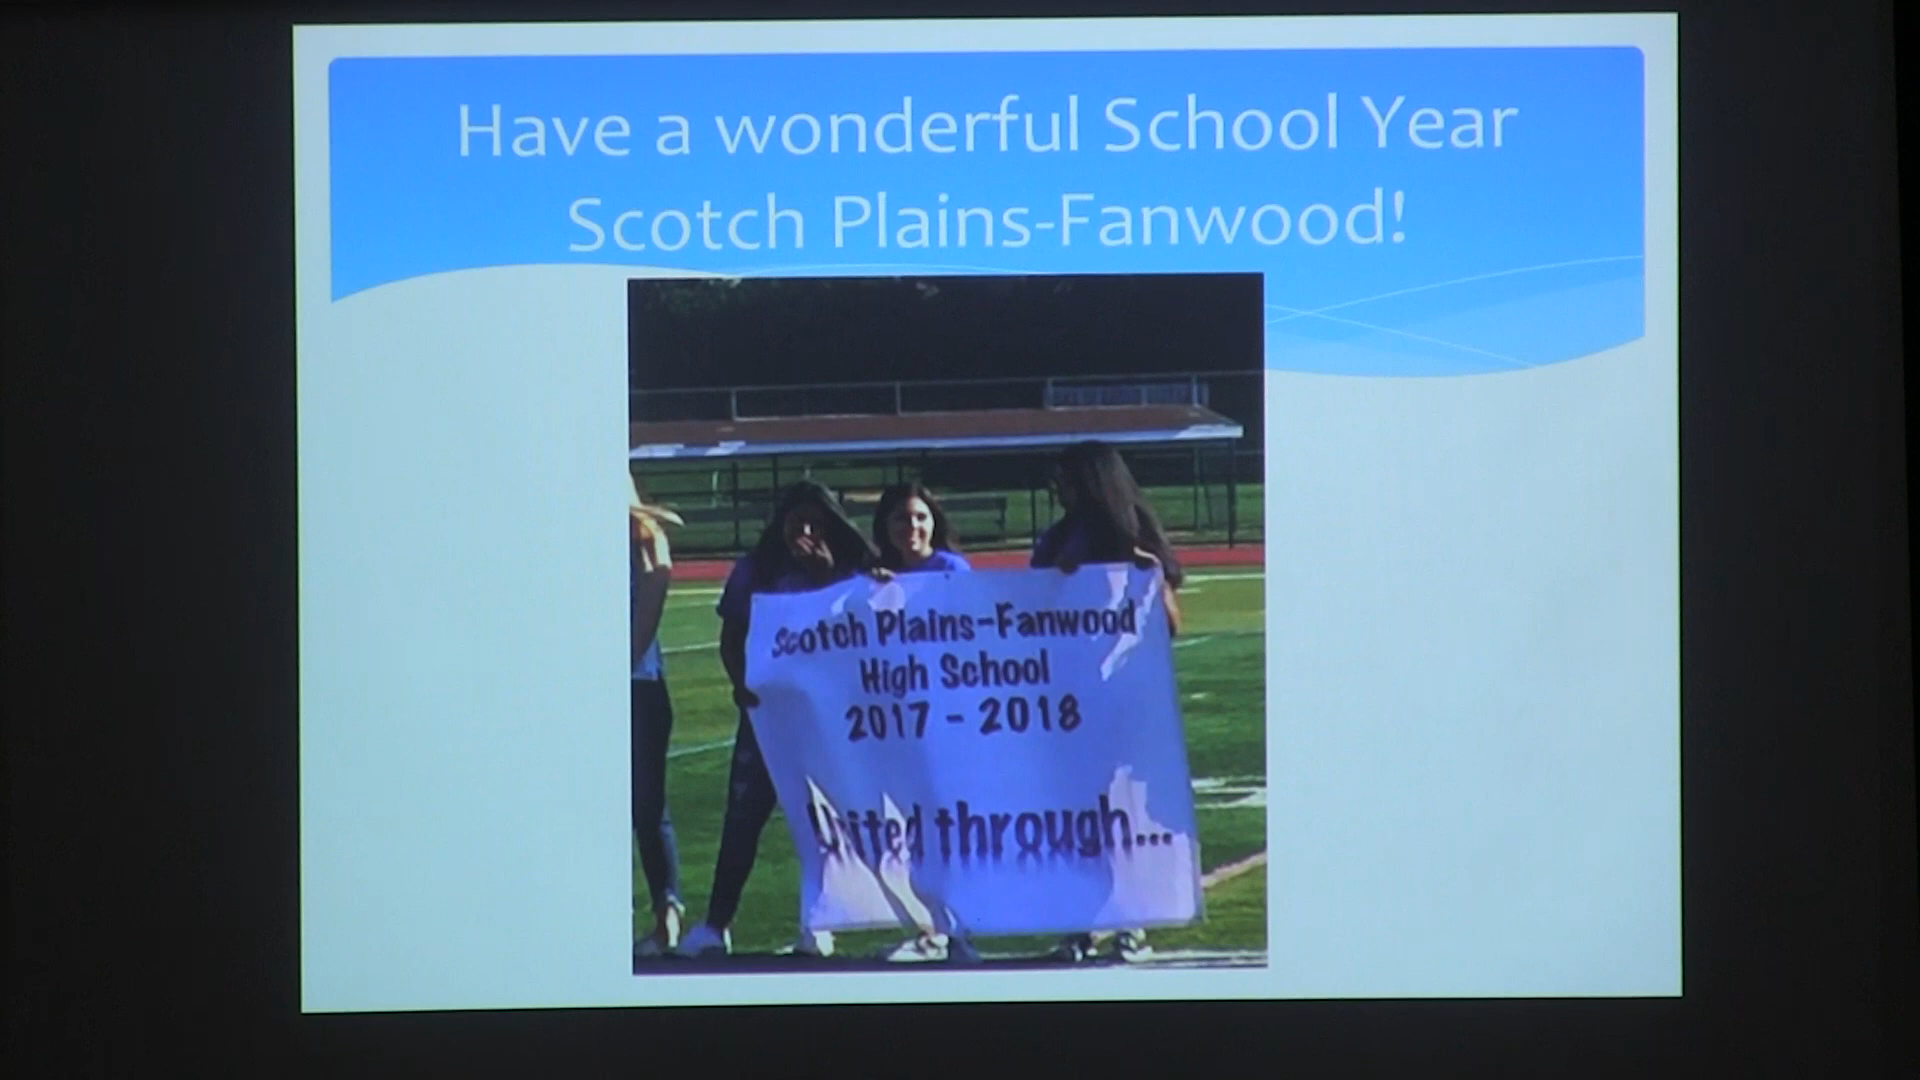 Have a wonderful School Year
Scotch Plains-Fanwood!
Scotch Plains-Fanwood
High School
2017 - 2018
United through...